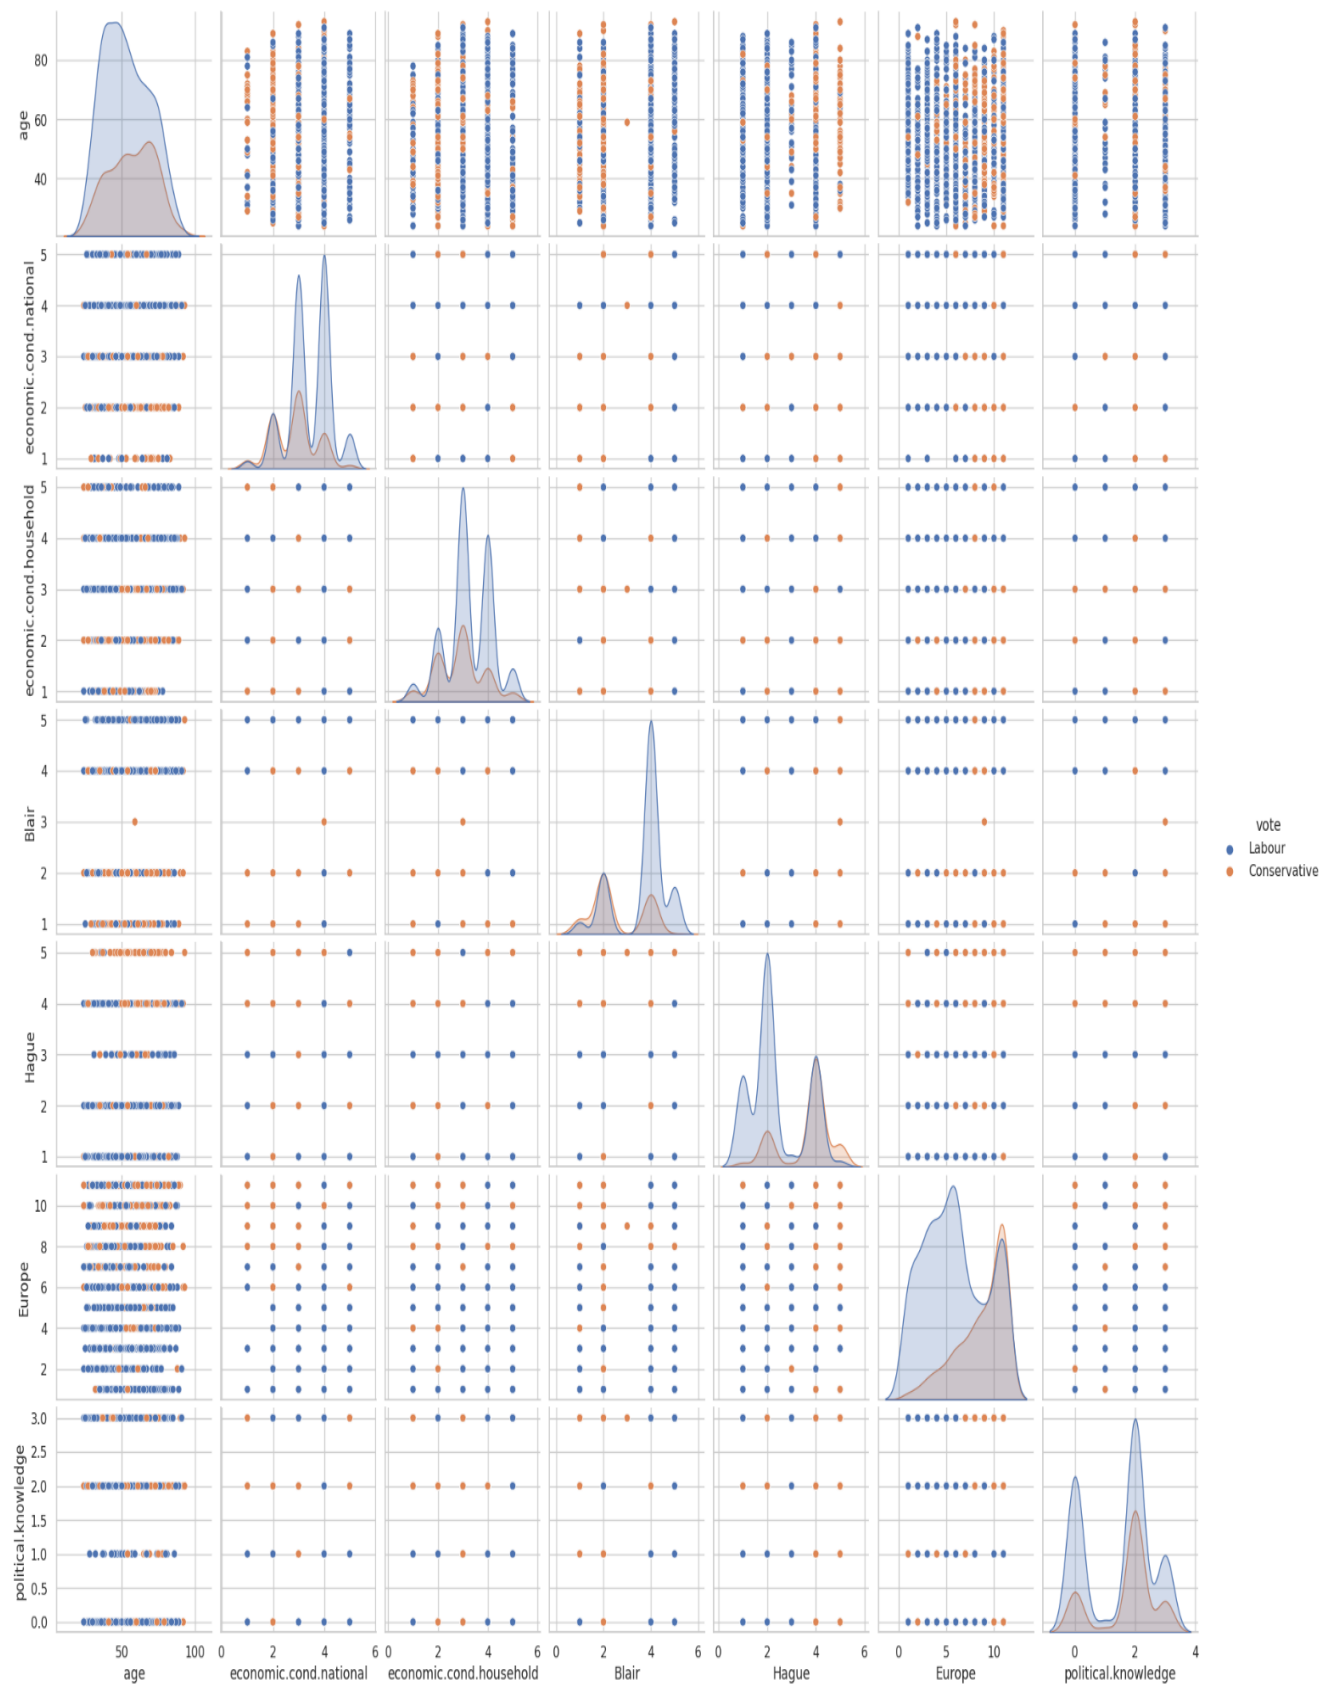 age
80
60
40
economic.cond.national
5
4
3
2
1
economic.cond.household
5
4
3
2
1
Blair
5
4
3
2
1
vote
Labour
Conservative
Hague
5
4
3
2
1
Europe
10
8
6
4
2
political.knowledge
3.0
2.5
2.0
1.5
1.0
0.5
0.0
50 100 0 2 4 6 0 2 4 6 0 2 4 6 0 2 4 6 0 5 10 0 2 4
age economic.cond.national economic.cond.household Blair Hague Europe political.knowledge